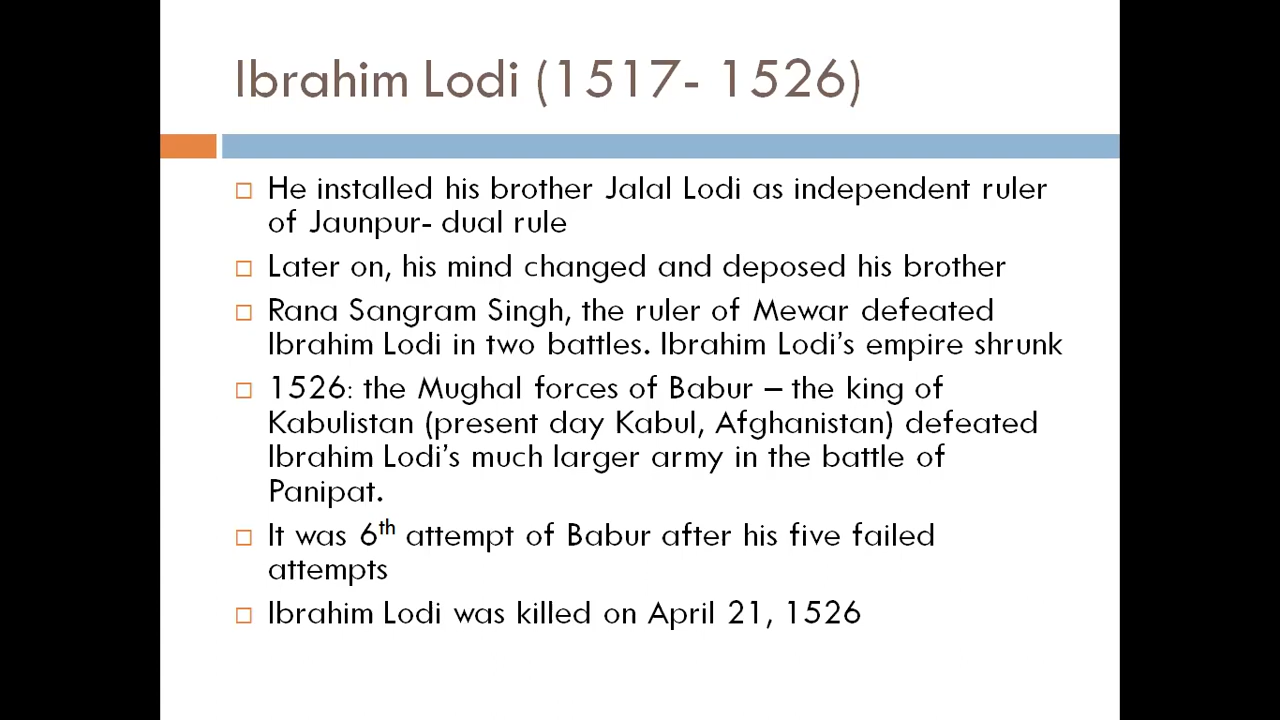 Ibrahim Lodi (1517- 1526)
He installed his brother Jalal Lodi as independent ruler
of Jaunpur- dual rule
Later on, his mind changed and deposed his brother
Rana Sangram Singh, the ruler of Mewar defeated
Ibrahim Lodi in two battles. Ibrahim Lodi’s empire shrunk
1526: the Mughal forces of Babur – the king of
Kabulistan (present day Kabul, Afghanistan) defeated
Ibrahim Lodi’s much larger army in the battle of
Panipat.
It was 6th attempt of Babur after his five failed
attempts
Ibrahim Lodi was killed on April 21, 1526